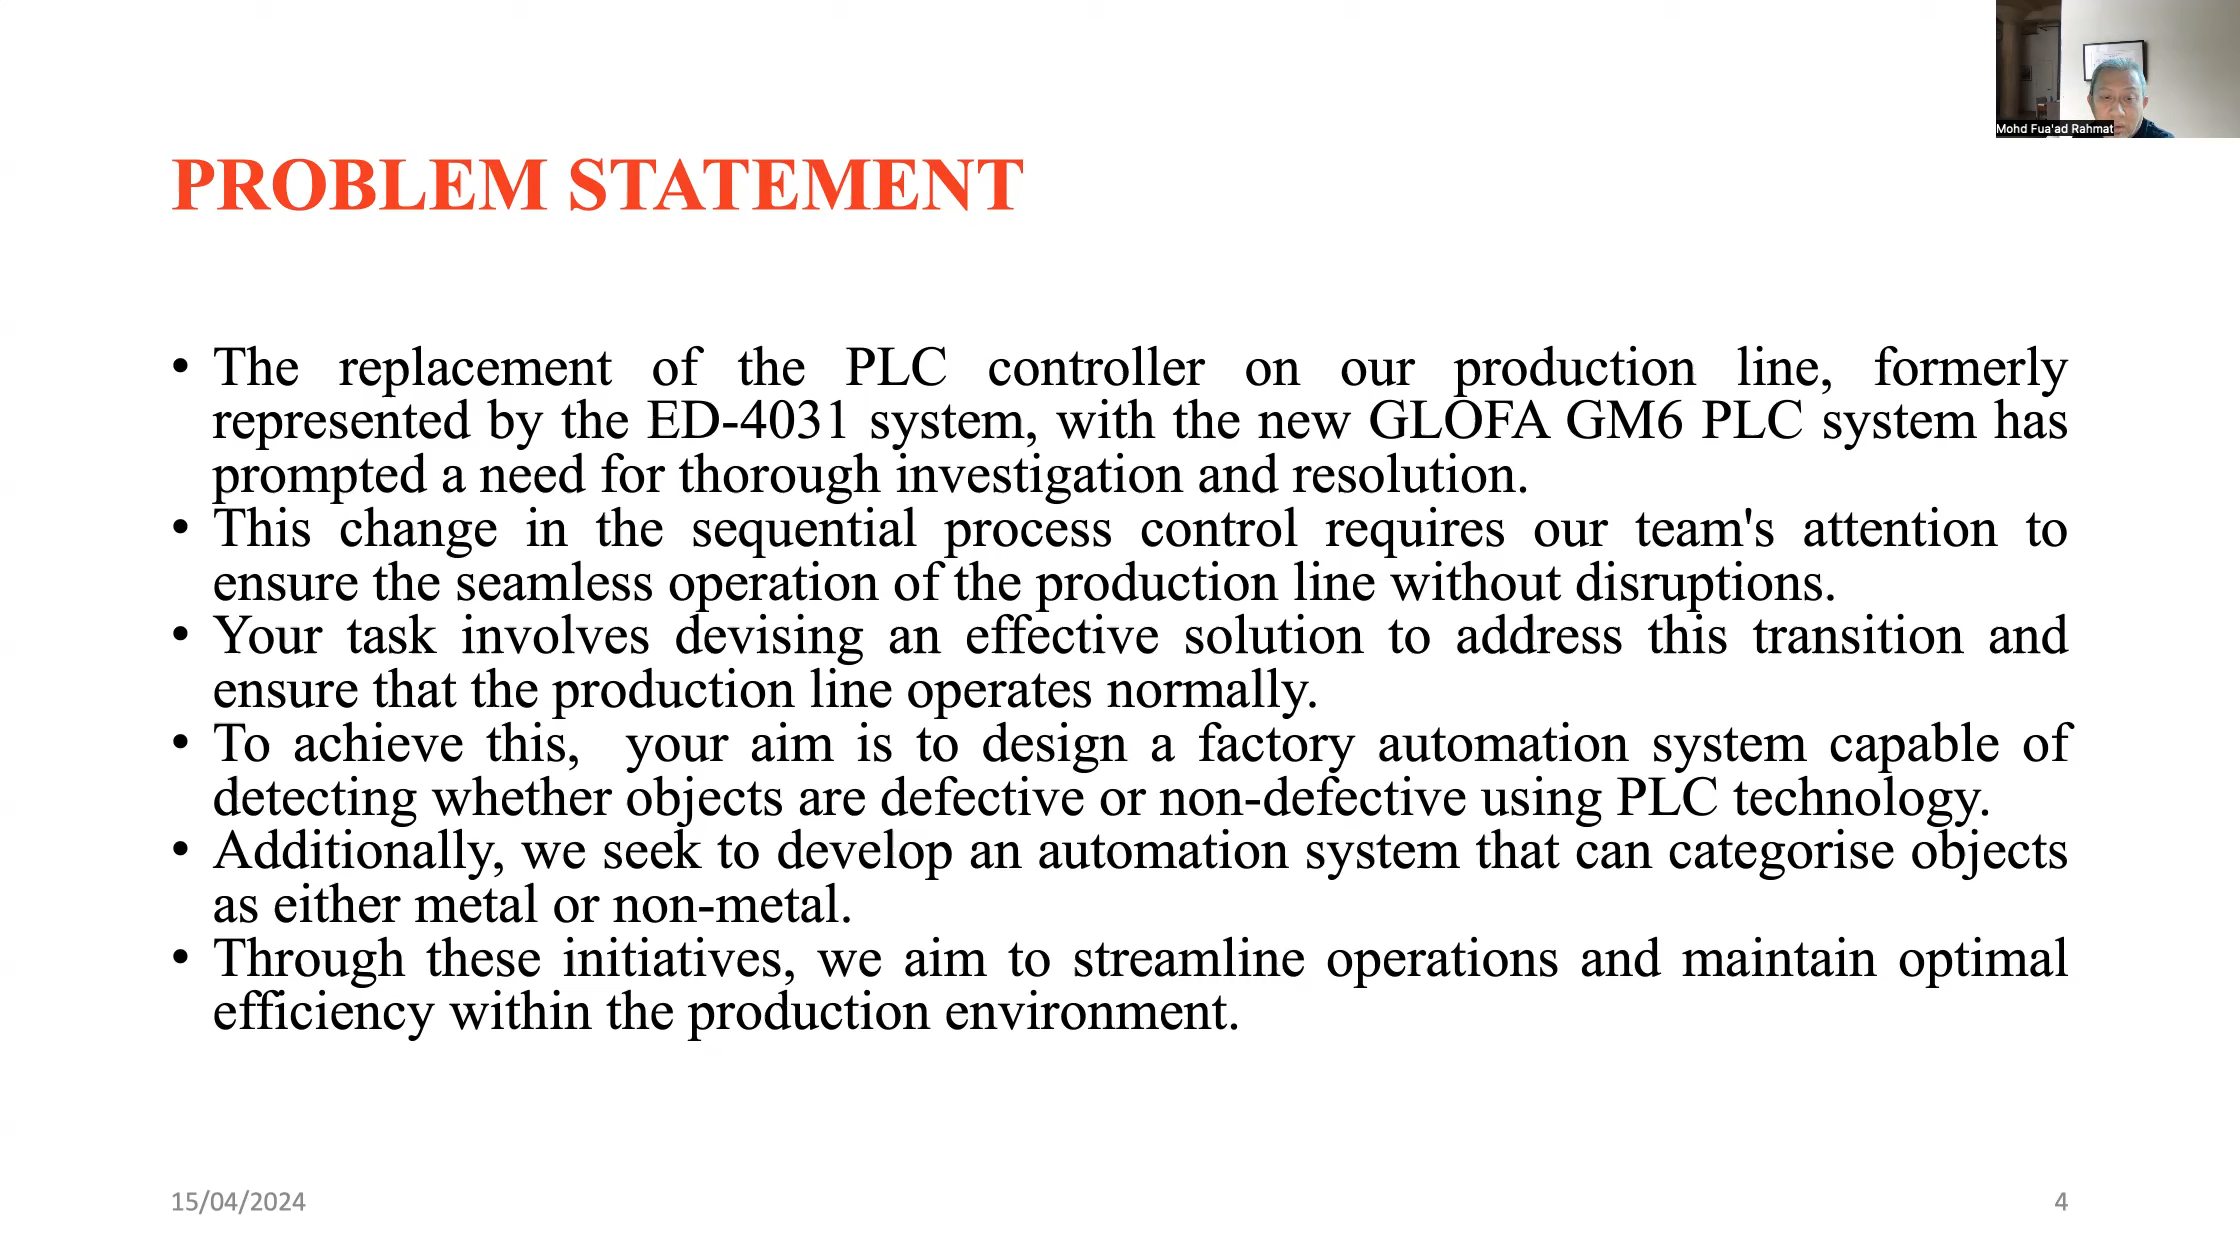 Mohd Fua'ad Rahmat
PROBLEM STATEMENT
• The replacement of the PLC controller on our production line, formerly
represented by the ED-4031 system, with the new GLOFA GM6 PLC system has
prompted a need for thorough investigation and resolution.
• This change in the sequential process control requires our team's attention to
ensure the seamless operation of the production line without disruptions.
• Your task involves devising an effective solution to address this transition and
ensure that the production line operates normally.
• To achieve this, your aim is to design a factory automation system capable of
detecting whether objects are defective or non-defective using PLC technology.
• Additionally, we seek to develop an automation system that can categorise objects
as either metal or non-metal.
• Through these initiatives, we aim to streamline operations and maintain optimal
efficiency within the production environment.
15/04/2024
4